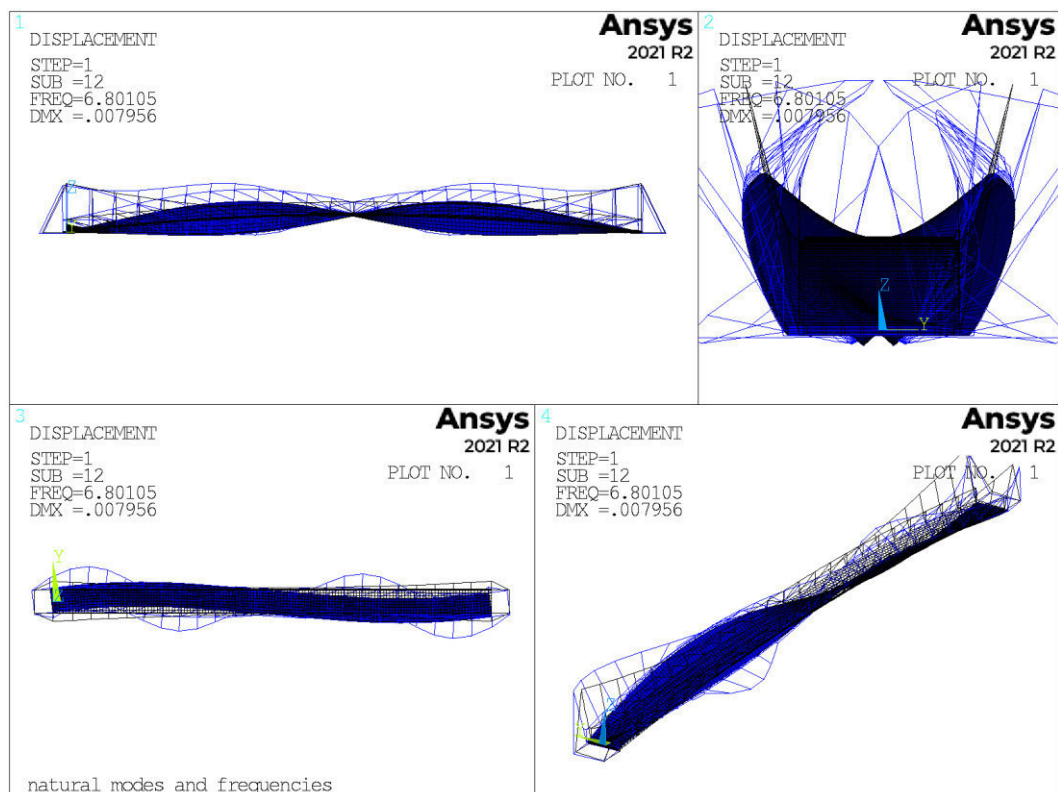 1
DISPLACEMENT
STEP=1
SUB =12
FREQ=6.80105
DMX =.007956
Ansys
2021 R2
PLOT NO. 1
Z
2
DISPLACEMENT
STEP=1
SUB =12
FREQ=6.80105
DMX =.007956
Ansys
2021 R2
PLOT NO. 1
Z
Y
3
DISPLACEMENT
STEP=1
SUB =12
FREQ=6.80105
DMX =.007956
Ansys
2021 R2
PLOT NO. 1
Y
natural modes and frequencies
4
DISPLACEMENT
STEP=1
SUB =12
FREQ=6.80105
DMX =.007956
Ansys
2021 R2
PLOT NO. 1
Z